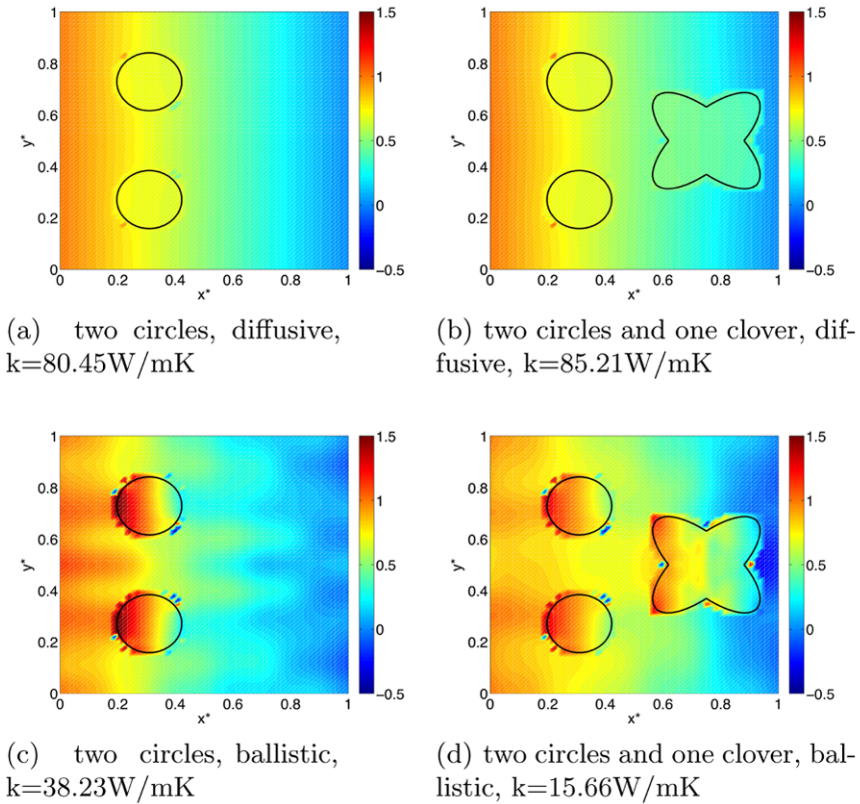 1
0.8
0.6
0.4
0.2
0
y*
0 0.2 0.4 0.6 0.8 1
x*
1.5
1
0.5
0
−0.5
1
0.8
0.6
0.4
0.2
0
y*
0 0.2 0.4 0.6 0.8 1
x*
1.5
1
0.5
0
−0.5
(a) two circles, diffusive,
k=80.45W/mK
(b) two circles and one clover, dif-
fusive, k=85.21W/mK
1
0.8
0.6
0.4
0.2
0
y*
0 0.2 0.4 0.6 0.8 1
x*
1.5
1
0.5
0
−0.5
1
0.8
0.6
0.4
0.2
0
y*
0 0.2 0.4 0.6 0.8 1
x*
1.5
1
0.5
0
−0.5
(c) two circles, ballistic,
k=38.23W/mK
(d) two circles and one clover, bal-
listic, k=15.66W/mK